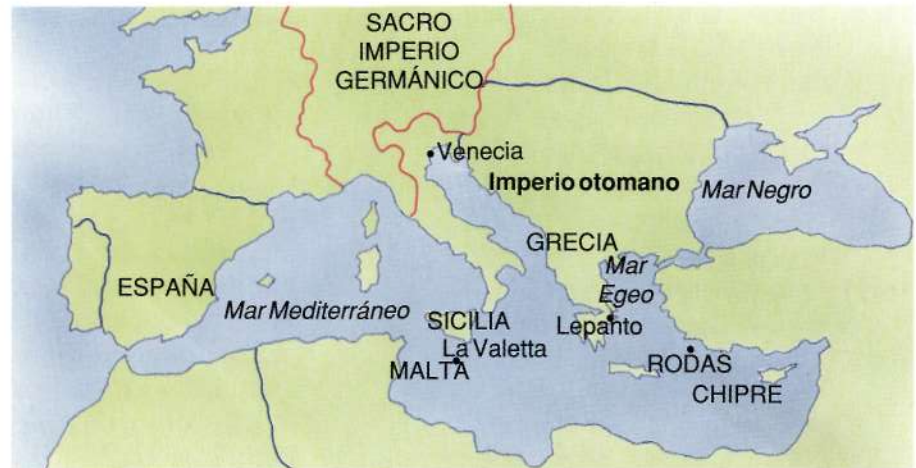 SACRO
IMPERIO
GERMÁNICO
Venecia
Imperio otomano
Mar Negro
GRECIA
Mar
Egeo
ESPAÑA
Mar Mediterráneo
SICILIA
Lepanto
La Valetta
MALTA
RODAS
CHIPRE